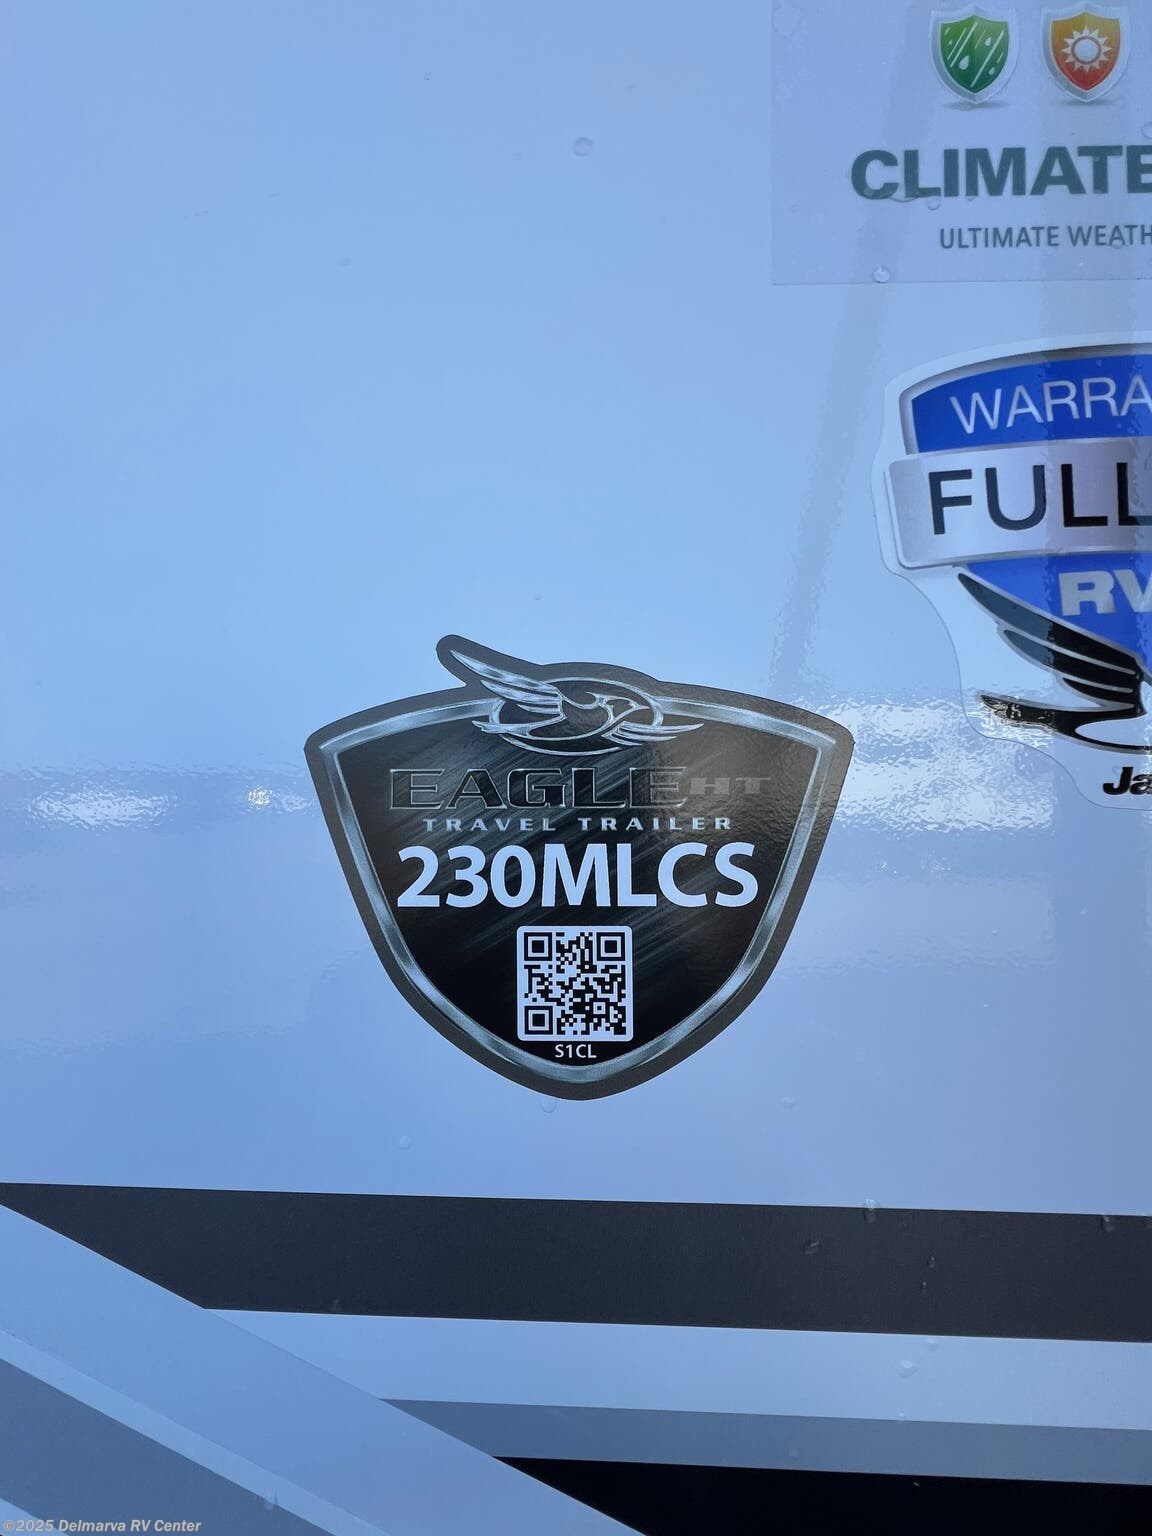 CLIMATE
ULTIMATE WEATH
WARRA
FULL
RV
Ja
EAGLE HT
TRAVEL TRAILER
230MLCS
S1CL
©2025 Delmarva RV Center